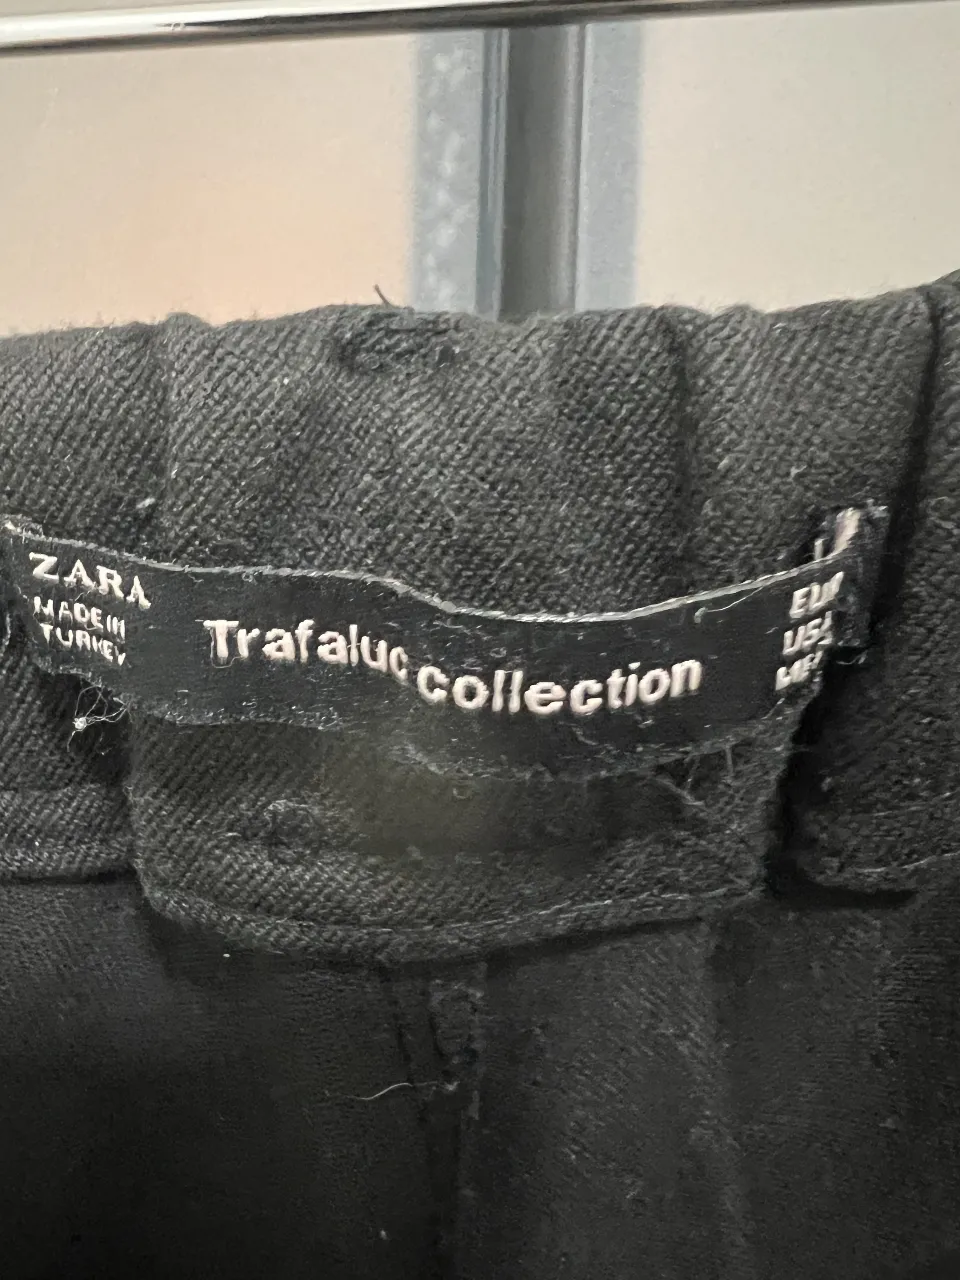 ZARA
MADE IN
TURKEY
Trafaluc collection
EUR
USA